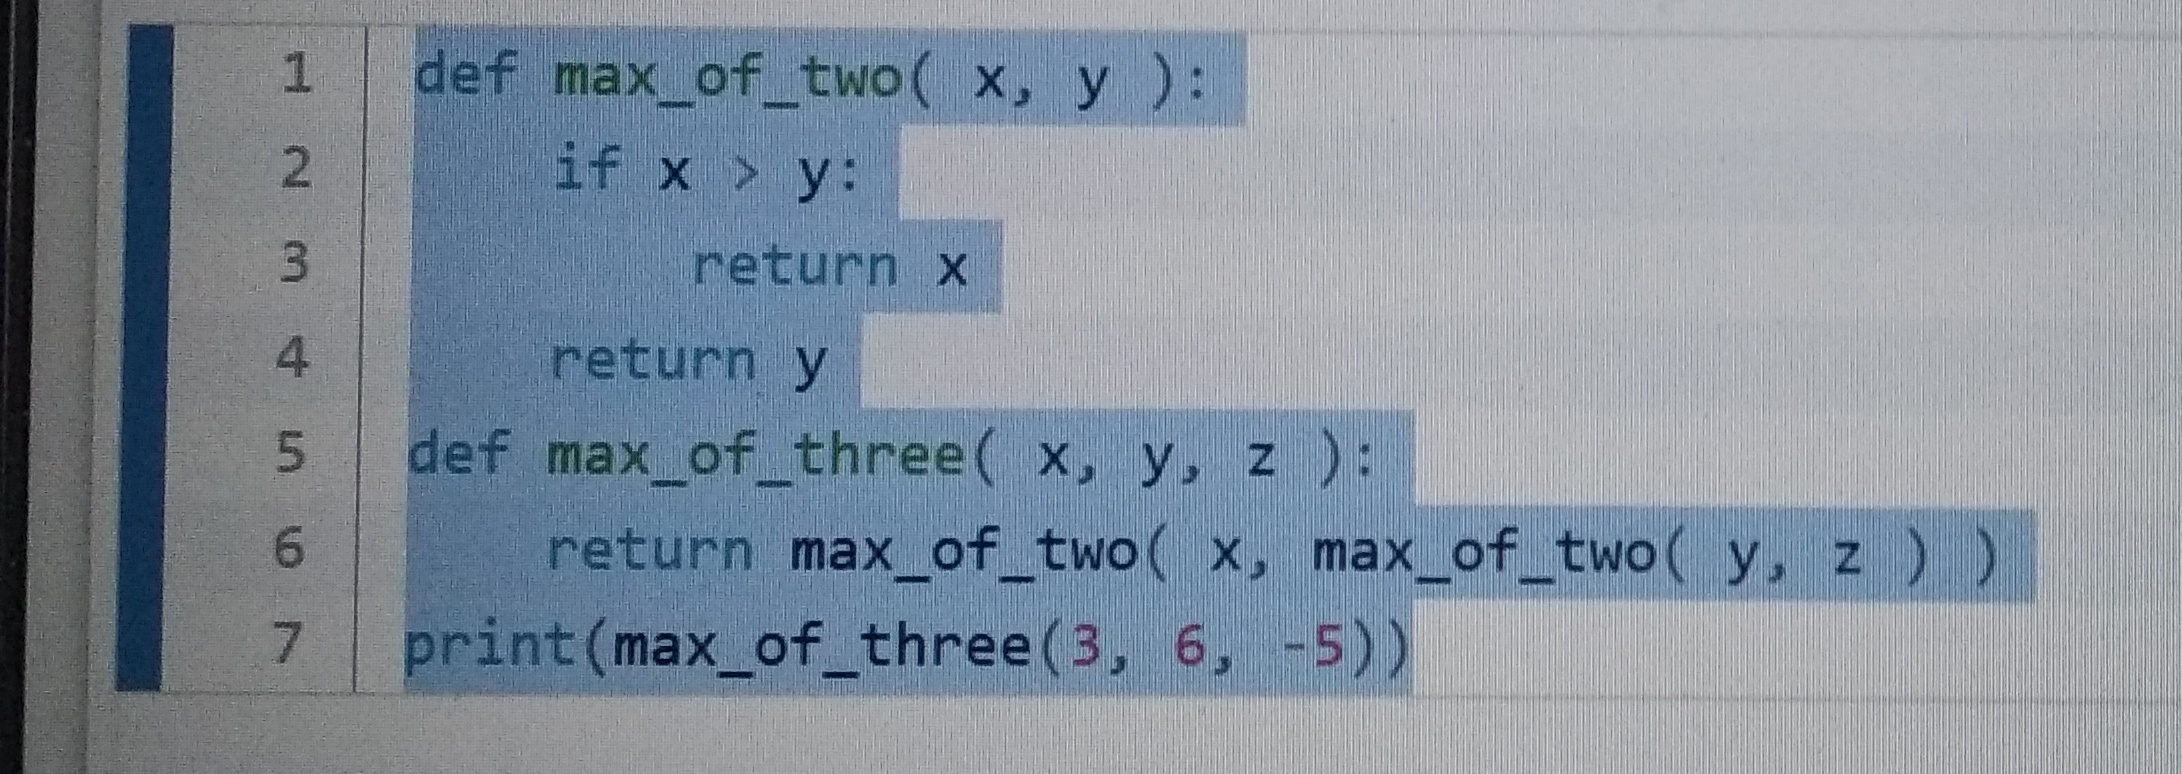 1 def max_of_two( x, y ):
2     if x > y:
3         return x
4     return y
5 def max_of_three( x, y, z ):
6     return max_of_two( x, max_of_two( y, z ) )
7 print(max_of_three(3, 6, -5))